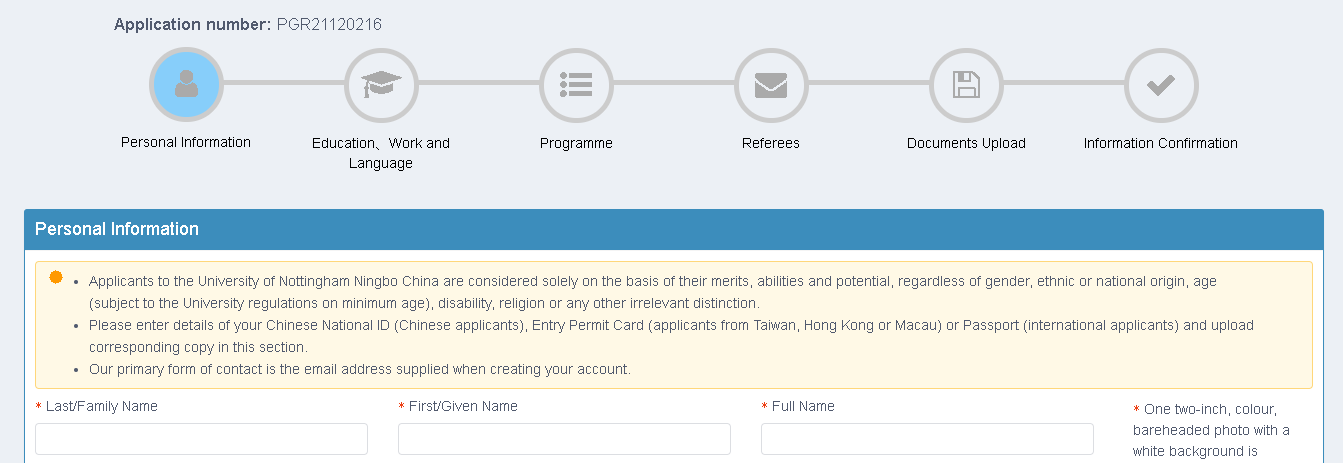 Application number: PGR21120216
Personal Information
Education、Work and
Language
Programme
Referees
Documents Upload
Information Confirmation
Personal Information
Applicants to the University of Nottingham Ningbo China are considered solely on the basis of their merits, abilities and potential, regardless of gender, ethnic or national origin, age
(subject to the University regulations on minimum age), disability, religion or any other irrelevant distinction.
Please enter details of your Chinese National ID (Chinese applicants), Entry Permit Card (applicants from Taiwan, Hong Kong or Macau) or Passport (international applicants) and upload
corresponding copy in this section.
Our primary form of contact is the email address supplied when creating your account.
* Last/Family Name
* First/Given Name
* Full Name
* One two-inch, colour,
bareheaded photo with a
white background is